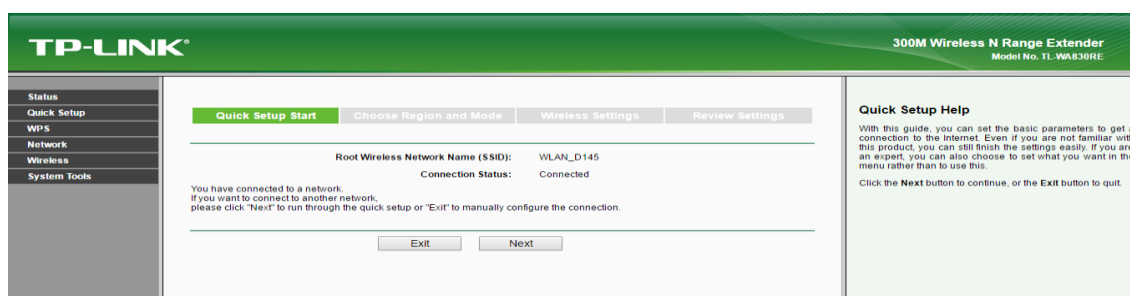 TP-LINK®
300M Wireless N Range Extender
Model No. TL-WA830RE
Status
Quick Setup
WPS
Network
Wireless
System Tools
Quick Setup Start
Choose Region and Mode
Wireless Settings
Review Settings
Root Wireless Network Name (SSID): WLAN_D145
Connection Status: Connected
You have connected to a network.
If you want to connect to another network,
please click "Next" to run through the quick setup or "Exit" to manually configure the connection.
Exit
Next
Quick Setup Help
With this guide, you can set the basic parameters to get
connection to the Internet. Even if you are not familiar with
this product, you can still finish the settings easily. If you are
an expert, you can also choose to set what you want in the
menu rather than to use this.
Click the Next button to continue, or the Exit button to quit.